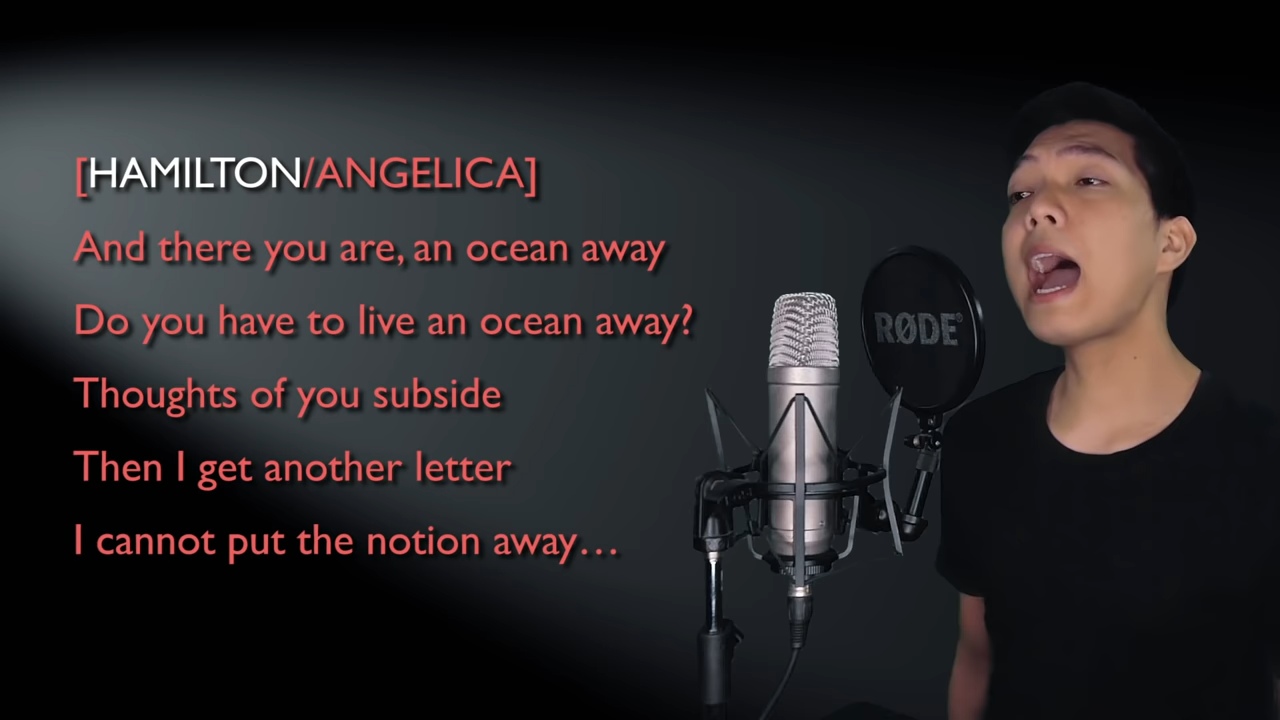 [HAMILTON/ANGELICA]
And there you are, an ocean away
Do you have to live an ocean away?
Thoughts of you subside
Then I get another letter
I cannot put the notion away…
RØDE®